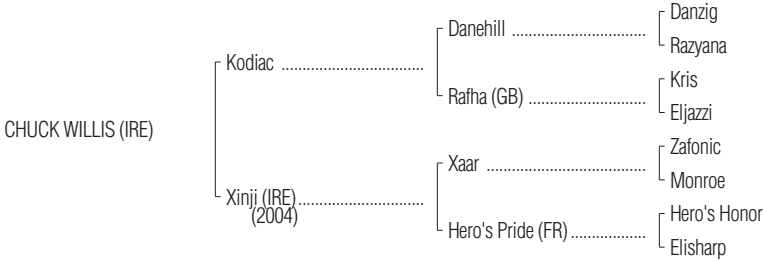 Danzig
Danehill ..................................
Razyana
Kodiac ....................................
Kris
Rafha (GB) ..............................
Eljazzi
CHUCK WILLIS (IRE)
Zafonic
Xaar .......................................
Monroe
Xinji (IRE)................................
(2004)
Hero's Honor
Hero's Pride (FR)...................
Elisharp